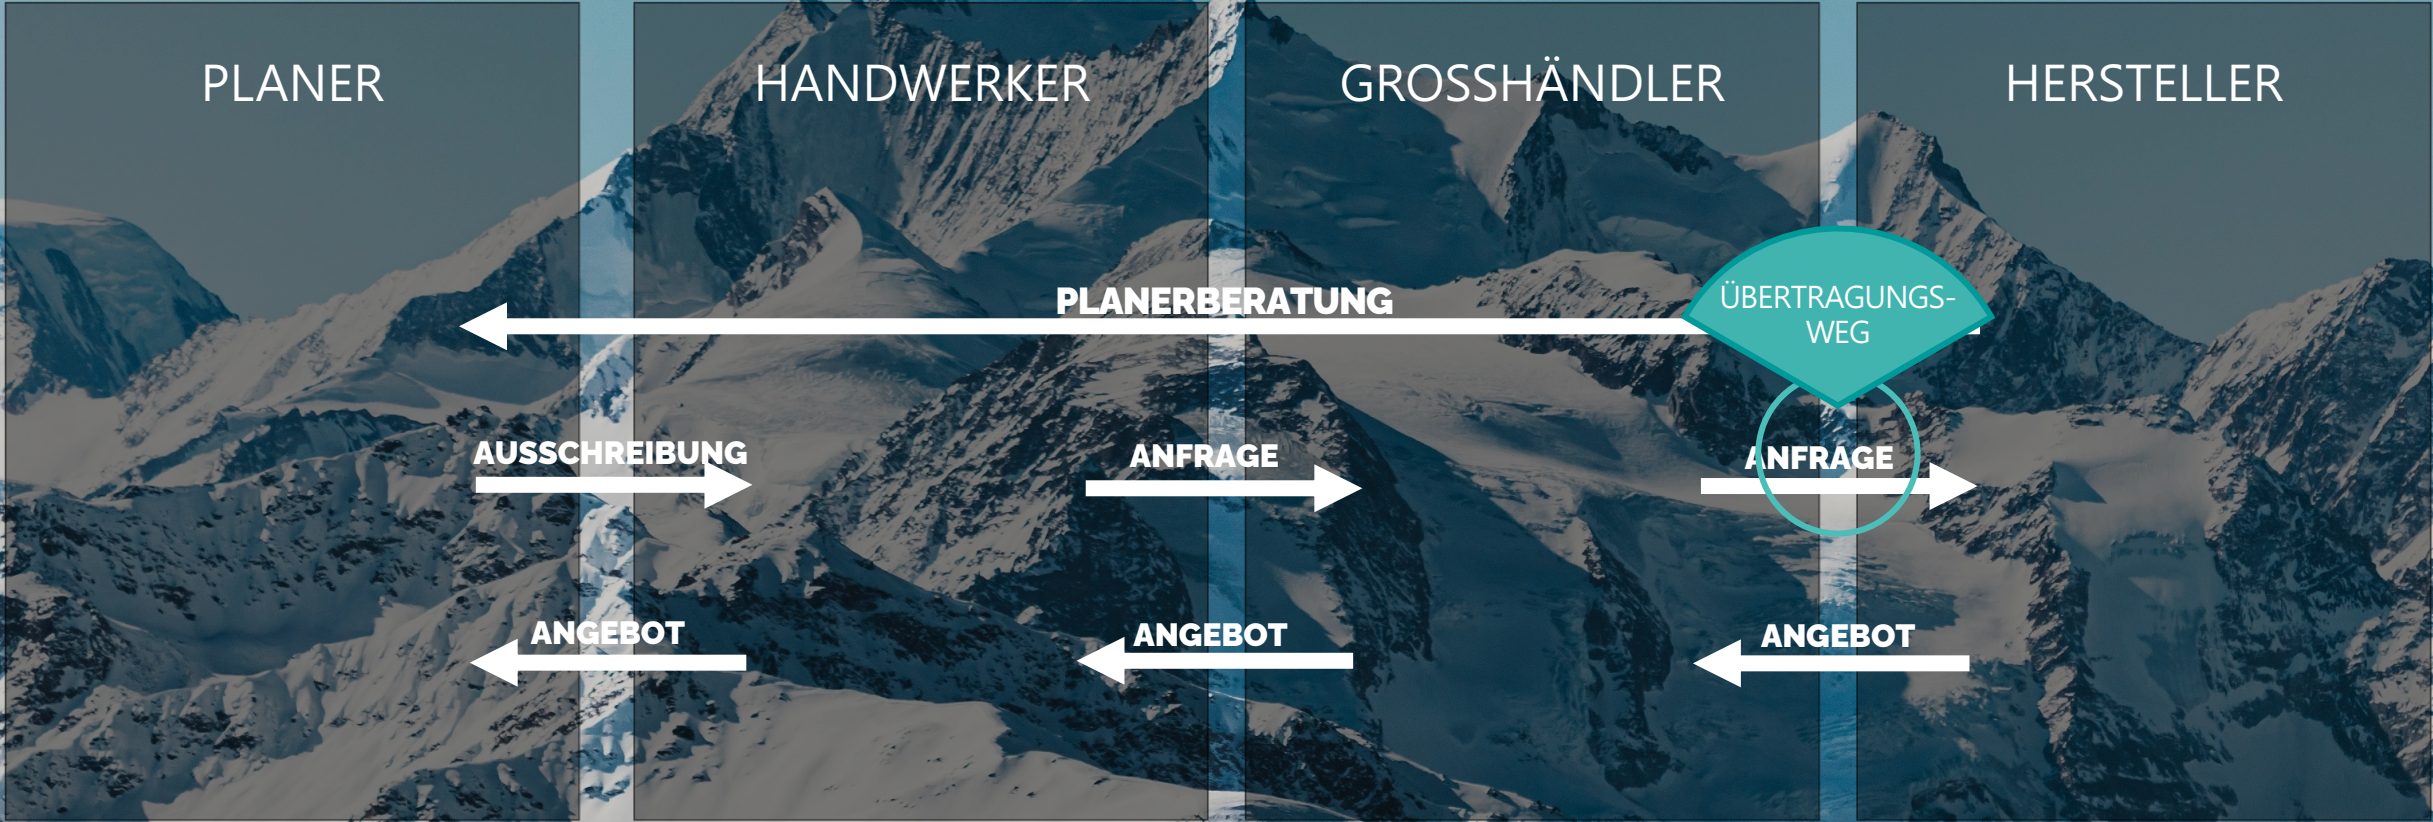 PLANER
HANDWERKER
GROSSHÄNDLER
HERSTELLER
PLANERBERATUNG
ÜBERTRAGUNGS-
WEG
AUSSCHREIBUNG
ANFRAGE
ANFRAGE
ANGEBOT
ANGEBOT
ANGEBOT